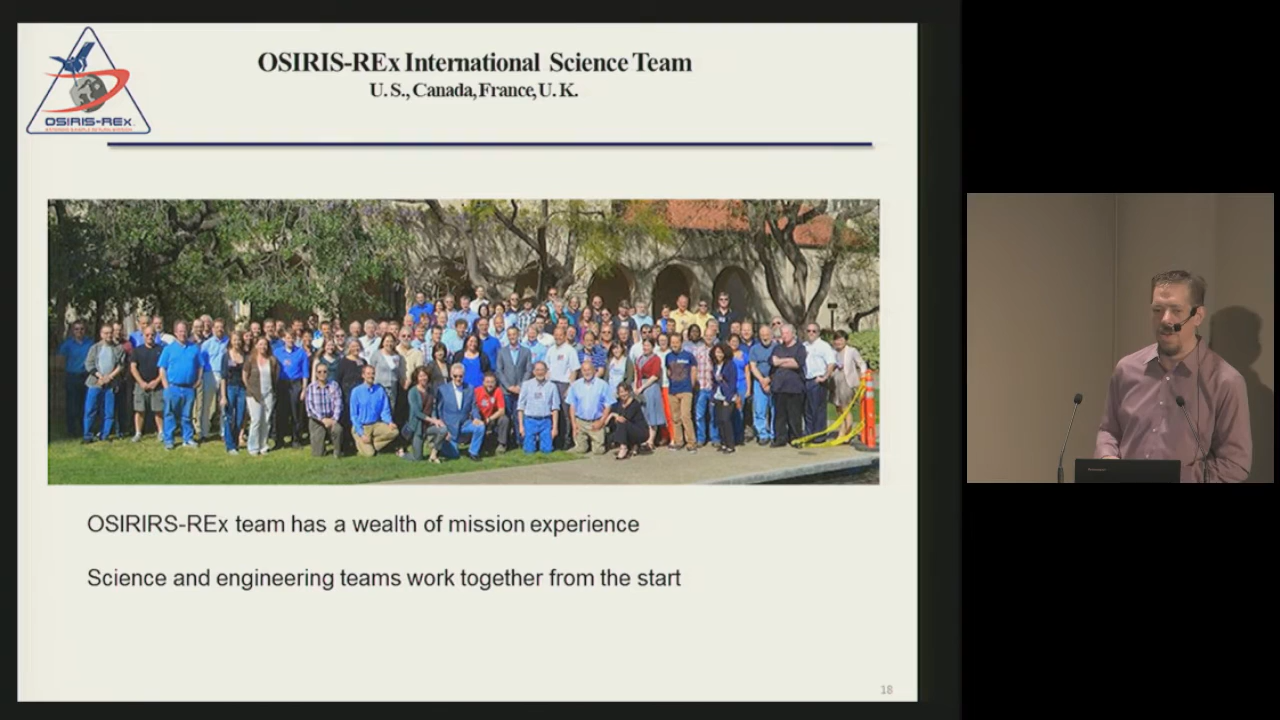 OSIRIS-REx International Science Team
U. S., Canada, France, U. K.
OSIRIS-REx
OSIRIRS-REx team has a wealth of mission experience
Science and engineering teams work together from the start
18